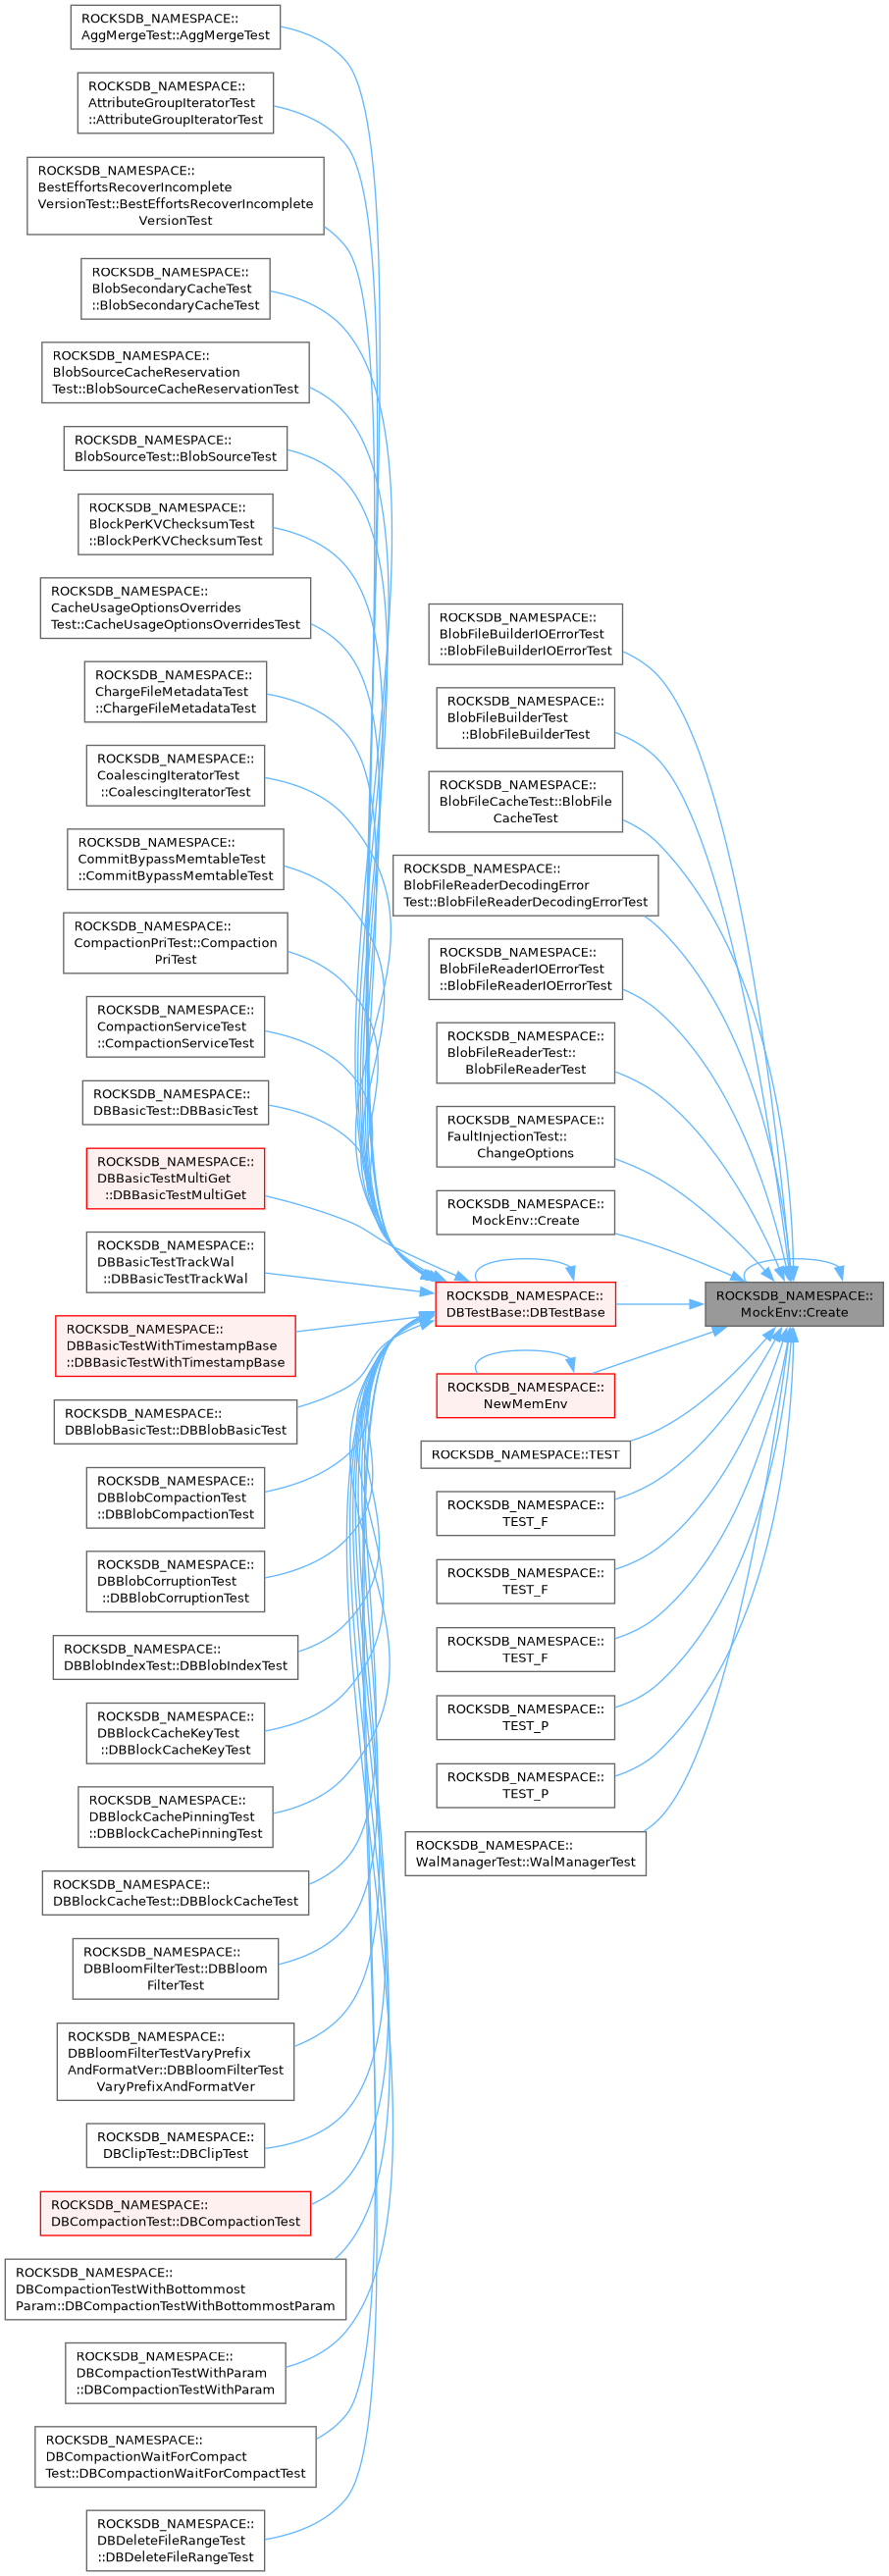 ROCKSDB_NAMESPACE::
AggMergeTest::AggMergeTest
ROCKSDB_NAMESPACE::
AttributeGroupIteratorTest
::AttributeGroupIteratorTest
ROCKSDB_NAMESPACE::
BestEffortsRecoverIncomplete
VersionTest::BestEffortsRecoverIncomplete
VersionTest
ROCKSDB_NAMESPACE::
BlobSecondaryCacheTest
::BlobSecondaryCacheTest
ROCKSDB_NAMESPACE::
BlobSourceCacheReservation
Test::BlobSourceCacheReservationTest
ROCKSDB_NAMESPACE::
BlobSourceTest::BlobSourceTest
ROCKSDB_NAMESPACE::
BlockPerKVChecksumTest
::BlockPerKVChecksumTest
ROCKSDB_NAMESPACE::
CacheUsageOptionsOverrides
Test::CacheUsageOptionsOverridesTest
ROCKSDB_NAMESPACE::
ChargeFileMetadataTest
::ChargeFileMetadataTest
ROCKSDB_NAMESPACE::
CoalescingIteratorTest
::CoalescingIteratorTest
ROCKSDB_NAMESPACE::
CommitBypassMemtableTest
::CommitBypassMemtableTest
ROCKSDB_NAMESPACE::
CompactionPriTest::Compaction
PriTest
ROCKSDB_NAMESPACE::
CompactionServiceTest
::CompactionServiceTest
ROCKSDB_NAMESPACE::
DBBasicTest::DBBasicTest
ROCKSDB_NAMESPACE::
DBBasicTestMultiGet
::DBBasicTestMultiGet
ROCKSDB_NAMESPACE::
DBBasicTestTrackWal
::DBBasicTestTrackWal
ROCKSDB_NAMESPACE::
DBBasicTestWithTimestampBase
::DBBasicTestWithTimestampBase
ROCKSDB_NAMESPACE::
DBBlobBasicTest::DBBlobBasicTest
ROCKSDB_NAMESPACE::
DBBlobCompactionTest
::DBBlobCompactionTest
ROCKSDB_NAMESPACE::
DBBlobCorruptionTest
::DBBlobCorruptionTest
ROCKSDB_NAMESPACE::
DBBlobIndexTest::DBBlobIndexTest
ROCKSDB_NAMESPACE::
DBBlockCacheKeyTest
::DBBlockCacheKeyTest
ROCKSDB_NAMESPACE::
DBBlockCachePinningTest
::DBBlockCachePinningTest
ROCKSDB_NAMESPACE::
DBBlockCacheTest::DBBlockCacheTest
ROCKSDB_NAMESPACE::
DBBloomFilterTest::DBBloom
FilterTest
ROCKSDB_NAMESPACE::
DBBloomFilterTestVaryPrefix
AndFormatVer::DBBloomFilterTest
VaryPrefixAndFormatVer
ROCKSDB_NAMESPACE::
DBClipTest::DBClipTest
ROCKSDB_NAMESPACE::
DBCompactionTest::DBCompactionTest
ROCKSDB_NAMESPACE::
DBCompactionTestWithBottommost
Param::DBCompactionTestWithBottommostParam
ROCKSDB_NAMESPACE::
DBCompactionTestWithParam
::DBCompactionTestWithParam
ROCKSDB_NAMESPACE::
DBCompactionWaitForCompact
Test::DBCompactionWaitForCompactTest
ROCKSDB_NAMESPACE::
DBDeleteFileRangeTest
::DBDeleteFileRangeTest
ROCKSDB_NAMESPACE::
BlobFileBuilderIOErrorTest
::BlobFileBuilderIOErrorTest
ROCKSDB_NAMESPACE::
BlobFileBuilderTest
::BlobFileBuilderTest
ROCKSDB_NAMESPACE::
BlobFileCacheTest::BlobFile
CacheTest
ROCKSDB_NAMESPACE::
BlobFileReaderDecodingError
Test::BlobFileReaderDecodingErrorTest
ROCKSDB_NAMESPACE::
BlobFileReaderIOErrorTest
::BlobFileReaderIOErrorTest
ROCKSDB_NAMESPACE::
BlobFileReaderTest::
BlobFileReaderTest
ROCKSDB_NAMESPACE::
FaultInjectionTest::
ChangeOptions
ROCKSDB_NAMESPACE::
MockEnv::Create
ROCKSDB_NAMESPACE::
DBTestBase::DBTestBase
ROCKSDB_NAMESPACE::
NewMemEnv
ROCKSDB_NAMESPACE::TEST
ROCKSDB_NAMESPACE::
TEST_F
ROCKSDB_NAMESPACE::
TEST_F
ROCKSDB_NAMESPACE::
TEST_F
ROCKSDB_NAMESPACE::
TEST_P
ROCKSDB_NAMESPACE::
TEST_P
ROCKSDB_NAMESPACE::
WalManagerTest::WalManagerTest
ROCKSDB_NAMESPACE::
MockEnv::Create